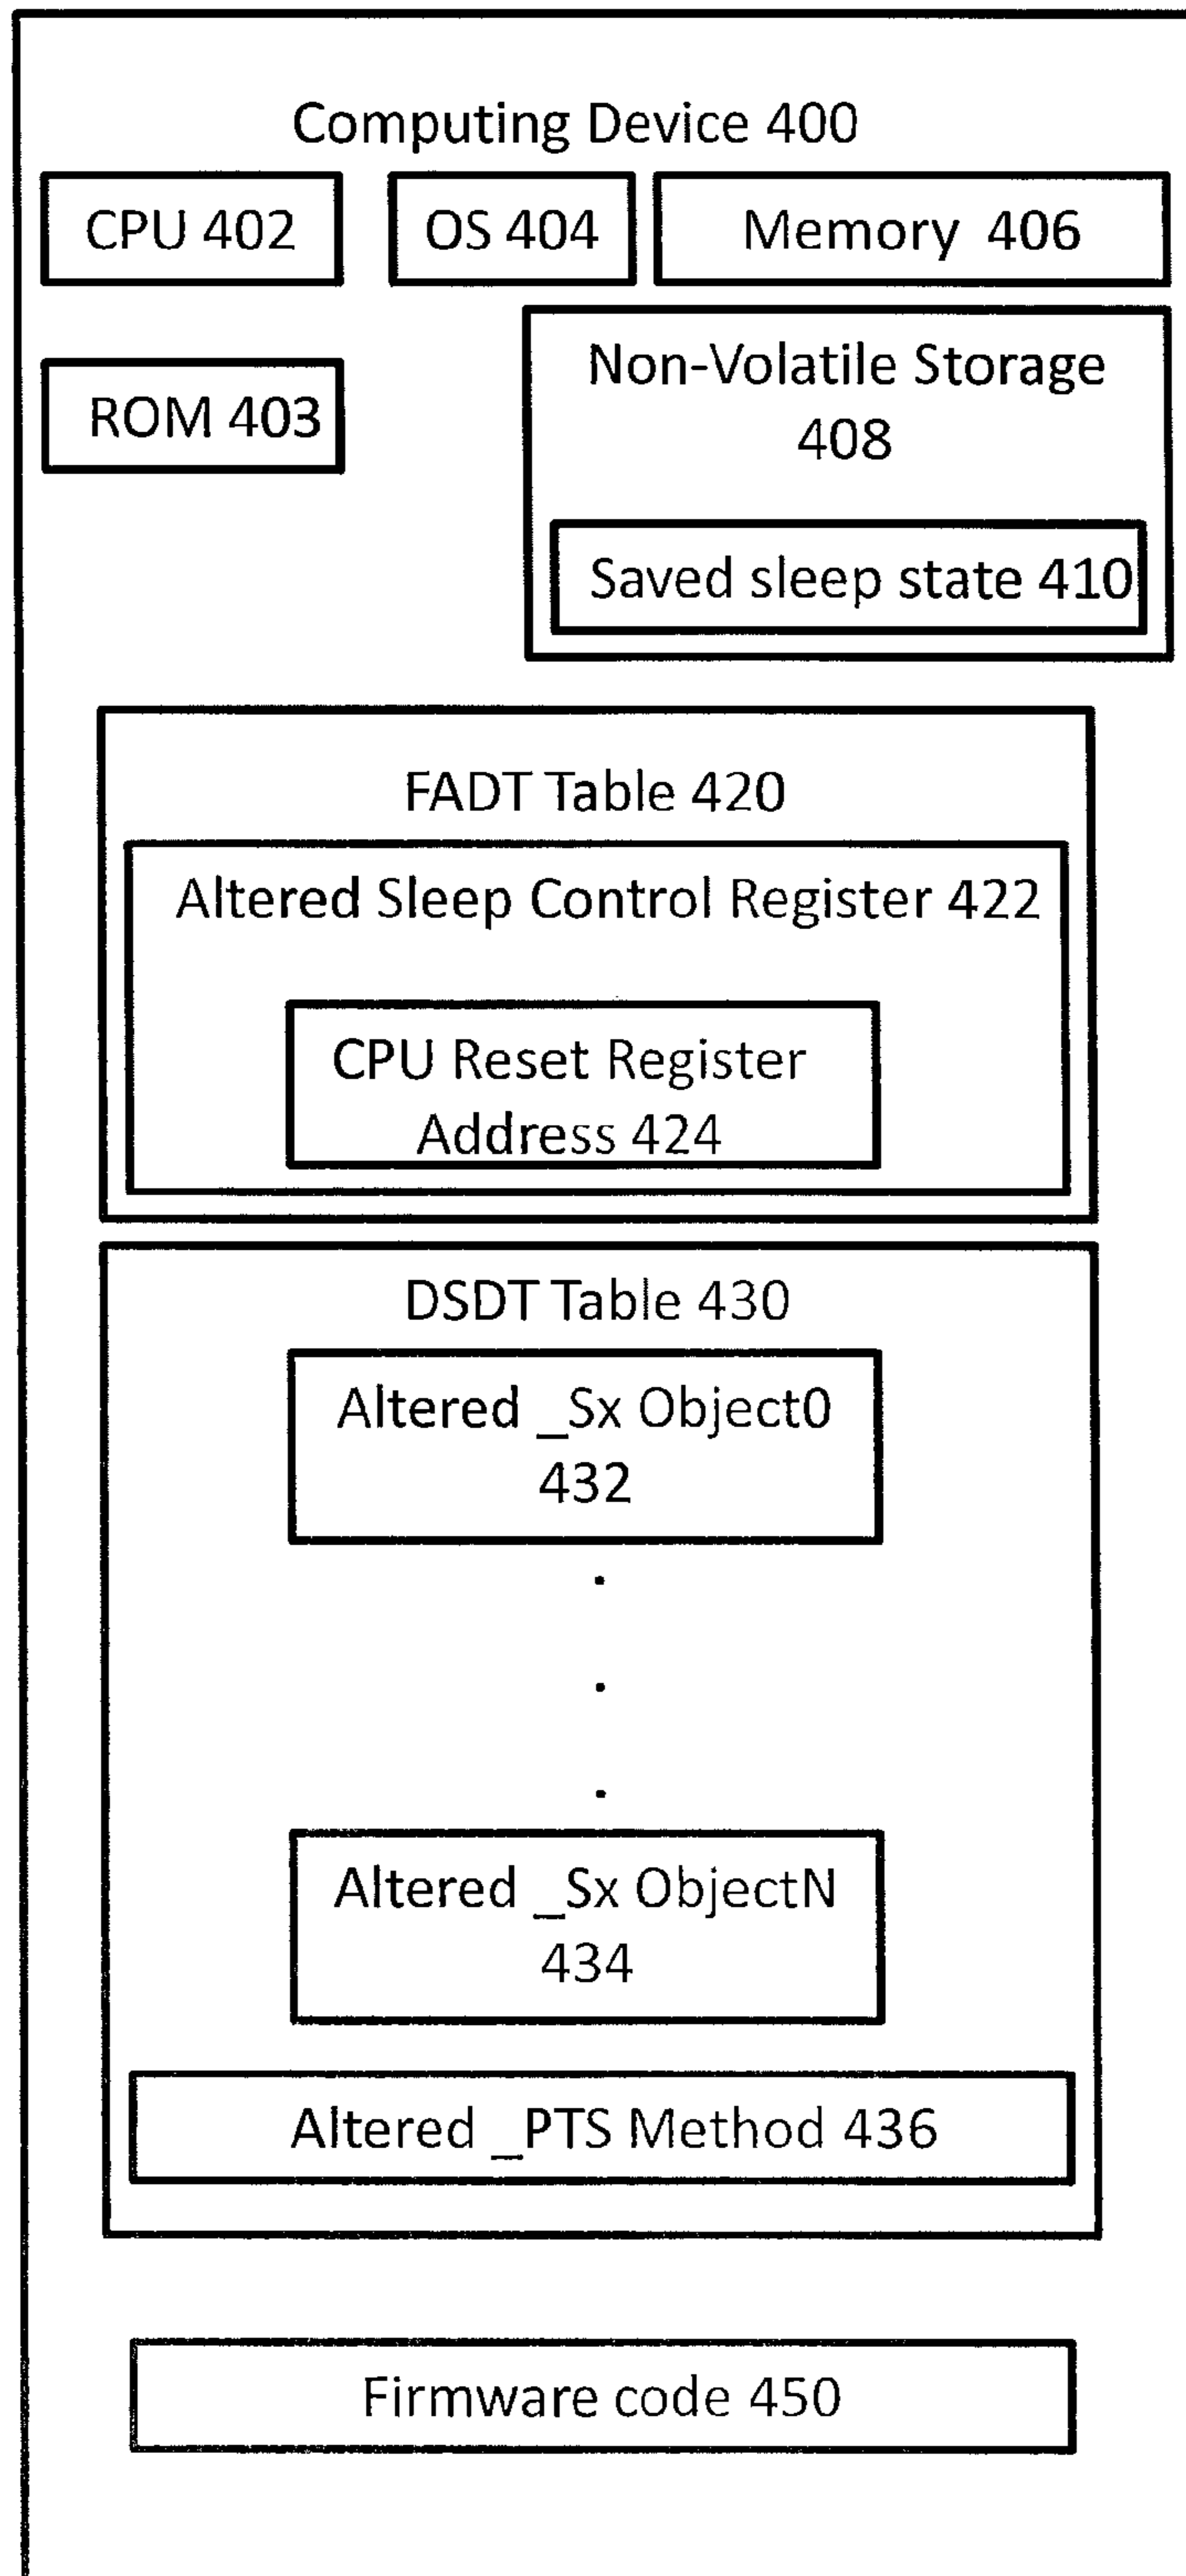 Computing Device 400
CPU 402
OS 404
Memory 406
ROM 403
Non-Volatile Storage
408
Saved sleep state 410
FADT Table 420
Altered Sleep Control Register 422
CPU Reset Register
Address 424
DSDT Table 430
Altered _Sx Object0
432
.
.
.
Altered _Sx ObjectN
434
Altered _PTS Method 436
Firmware code 450